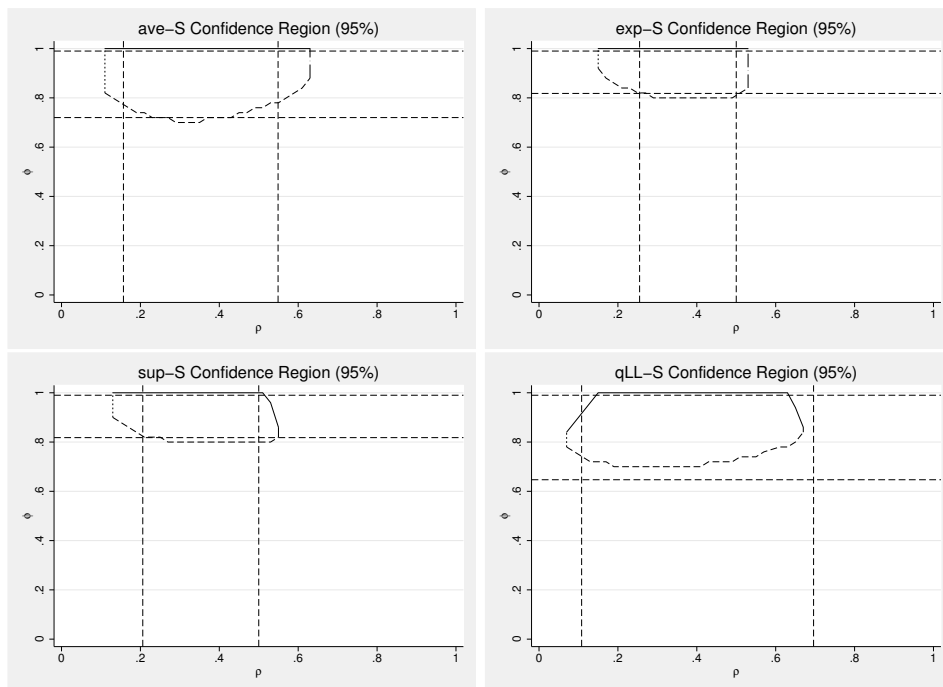 ave−S Confidence Region (95%)
1
.8
.6
.4
.2
0
ϕ
0 .2 .4 .6 .8 1
ρ
exp−S Confidence Region (95%)
1
.8
.6
.4
.2
0
ϕ
0 .2 .4 .6 .8 1
ρ
sup−S Confidence Region (95%)
1
.8
.6
.4
.2
0
ϕ
0 .2 .4 .6 .8 1
ρ
qLL−S Confidence Region (95%)
1
.8
.6
.4
.2
0
ϕ
0 .2 .4 .6 .8 1
ρ